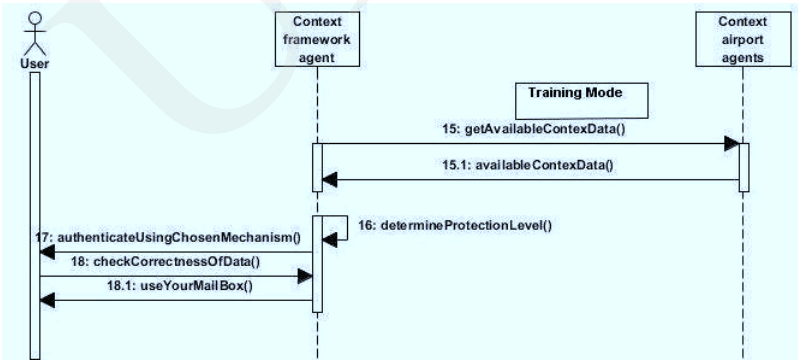 User
Context
framework
agent
Context
airport
agents
Training Mode
15: getAvailableContexData()
15.1: availableContexData()
16: determineProtectionLevel()
17: authenticateUsingChosenMechanism()
18: checkCorrectnessOfData()
18.1: useYourMailBox()